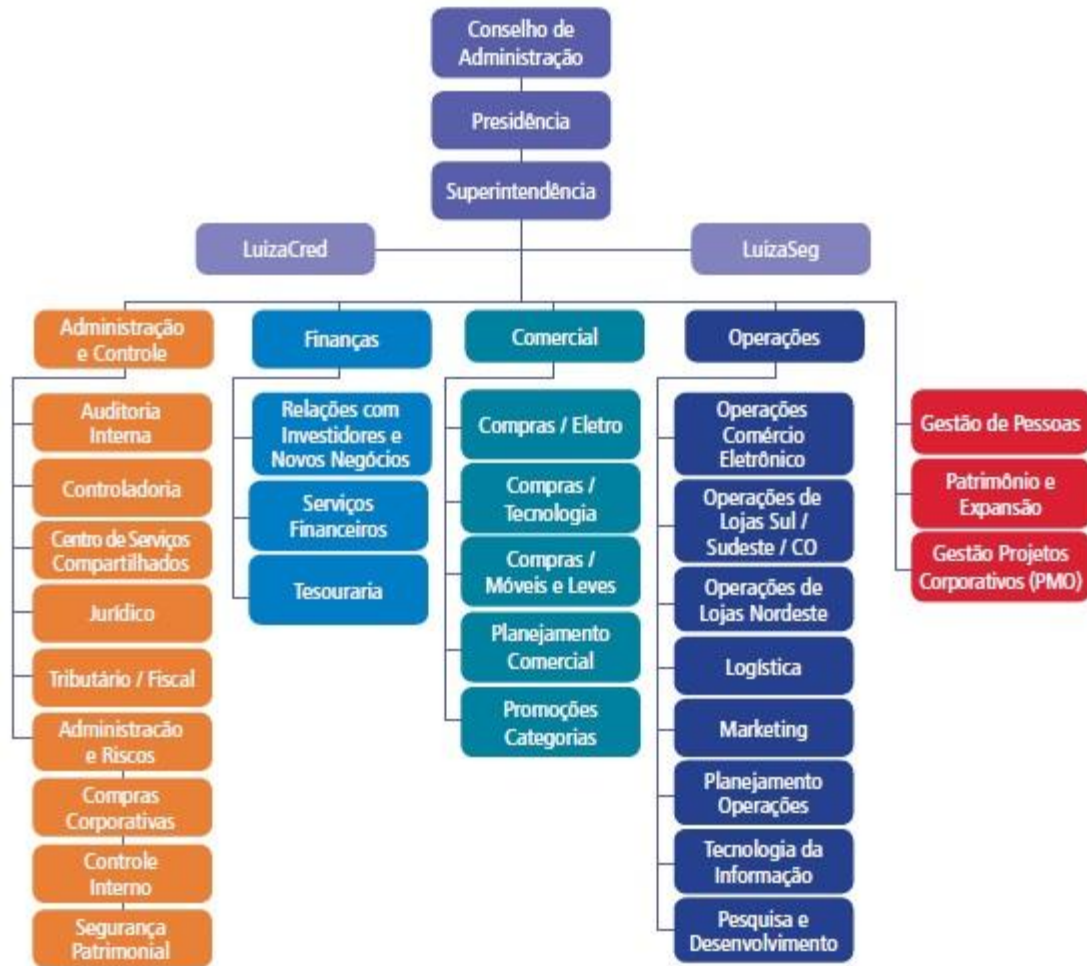 Conselho de
Administração
Presidência
Superintendência
LuizaCred
LuizaSeg
Administração
e Controle
Finanças
Comercial
Operações
Auditoria
Interna
Controladoria
Centro de Serviços
Compartilhados
Jurídico
Tributário / Fiscal
Administracão
e Riscos
Compras
Corporativas
Controle
Interno
Segurança
Patrimonial
Relações com
Investidores e
Novos Negócios
Serviços
Financeiros
Tesouraria
Compras / Eletro
Compras /
Tecnologia
Compras /
Móveis e Leves
Planejamento
Comercial
Promoções
Categorias
Operações
Comércio
Eletrônico
Operações de
Lojas Sul /
Sudeste / CO
Operações de
Lojas Nordeste
Logística
Marketing
Planejamento
Operações
Tecnologia da
Informação
Pesquisa e
Desenvolvimento
Gestão de Pessoas
Patrimônio e
Expansão
Gestão Projetos
Corporativos (PMO)